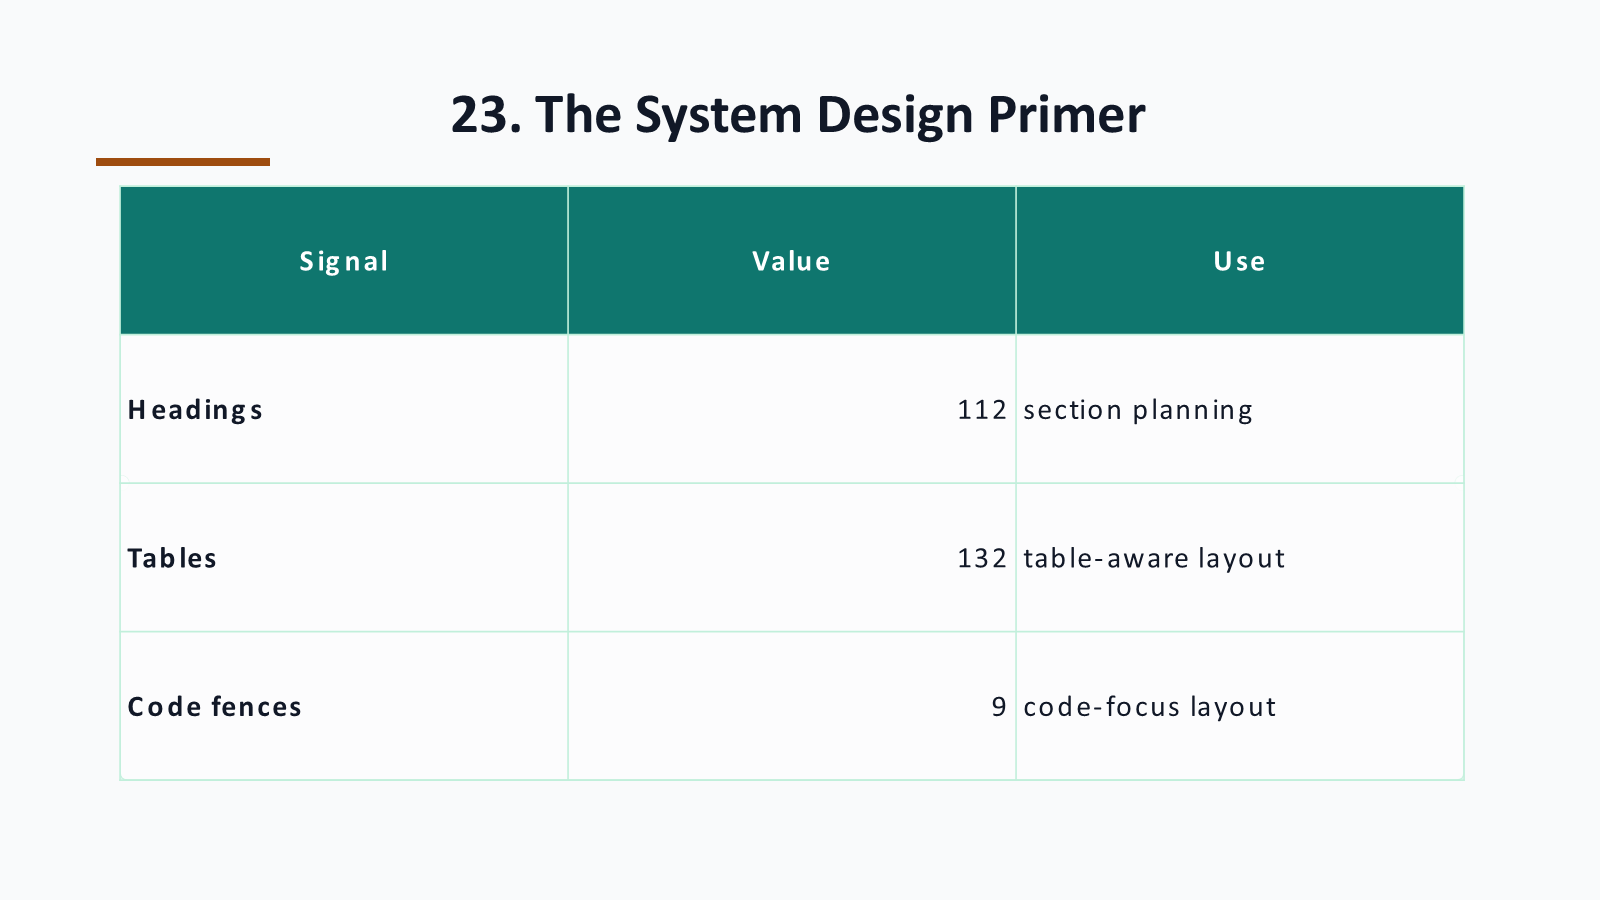 23. The System Design Primer
Signal Value Use
Headings 112 section planning
Tables 132 table-aware layout
Code fences 9 code-focus layout